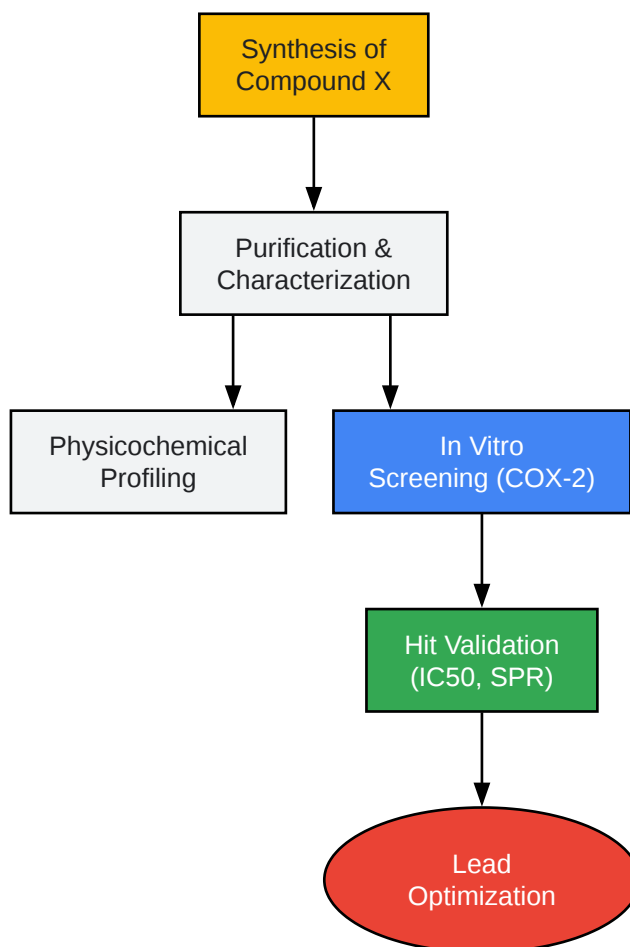 Synthesis of
Compound X
Purification &
Characterization
Physicochemical
Profiling
In Vitro
Screening (COX-2)
Hit Validation
(IC50, SPR)
Lead
Optimization